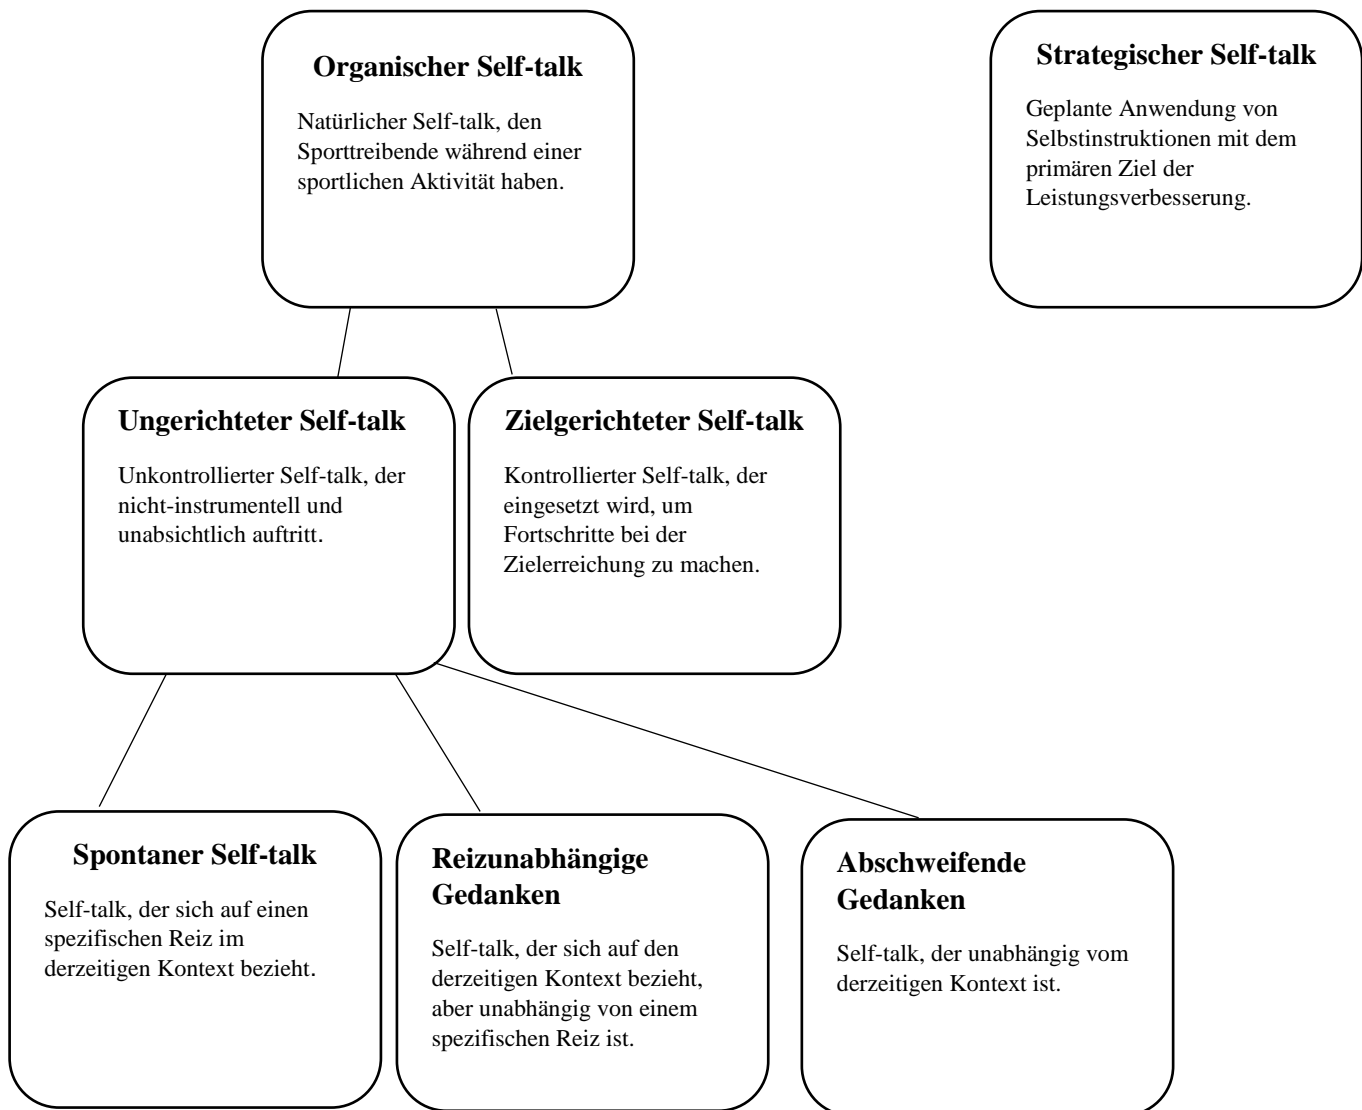 Organischer Self-talk
Natürlicher Self-talk, den
Sporttreibende während einer
sportlichen Aktivität haben.
Strategischer Self-talk
Geplante Anwendung von
Selbstinstruktionen mit dem
primären Ziel der
Leistungsverbesserung.
Ungerichteter Self-talk
Unkontrollierter Self-talk, der
nicht-instrumentell und
unabsichtlich auftritt.
Zielgerichteter Self-talk
Kontrollierter Self-talk, der
eingesetzt wird, um
Fortschritte bei der
Zielerreichung zu machen.
Spontaner Self-talk
Self-talk, der sich auf einen
spezifischen Reiz im
derzeitigen Kontext bezieht.
Reizunabhängige
Gedanken
Self-talk, der sich auf den
derzeitigen Kontext bezieht,
aber unabhängig von einem
spezifischen Reiz ist.
Abschweifende
Gedanken
Self-talk, der unabhängig vom
derzeitigen Kontext ist.